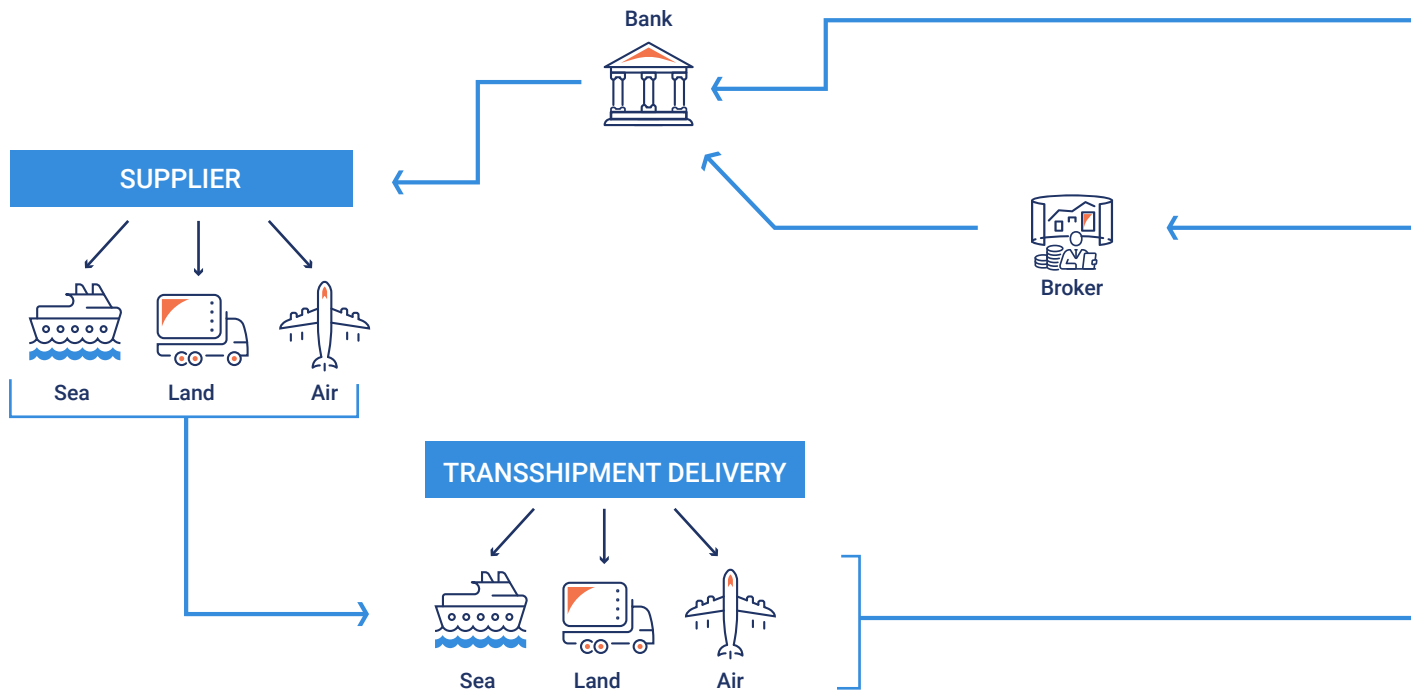 Bank
SUPPLIER
Broker
Sea
Land
Air
TRANSSHIPMENT DELIVERY
Sea
Land
Air